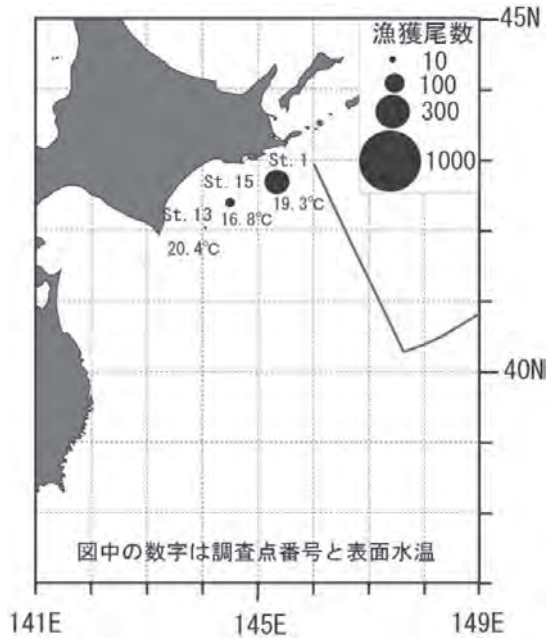 45N
漁獲尾数
10
100
300
1000
St. 1
St. 15
19.3℃
St. 13
16.8℃
20.4℃
40N
図中の数字は調査点番号と表面水温
141E
145E
149E